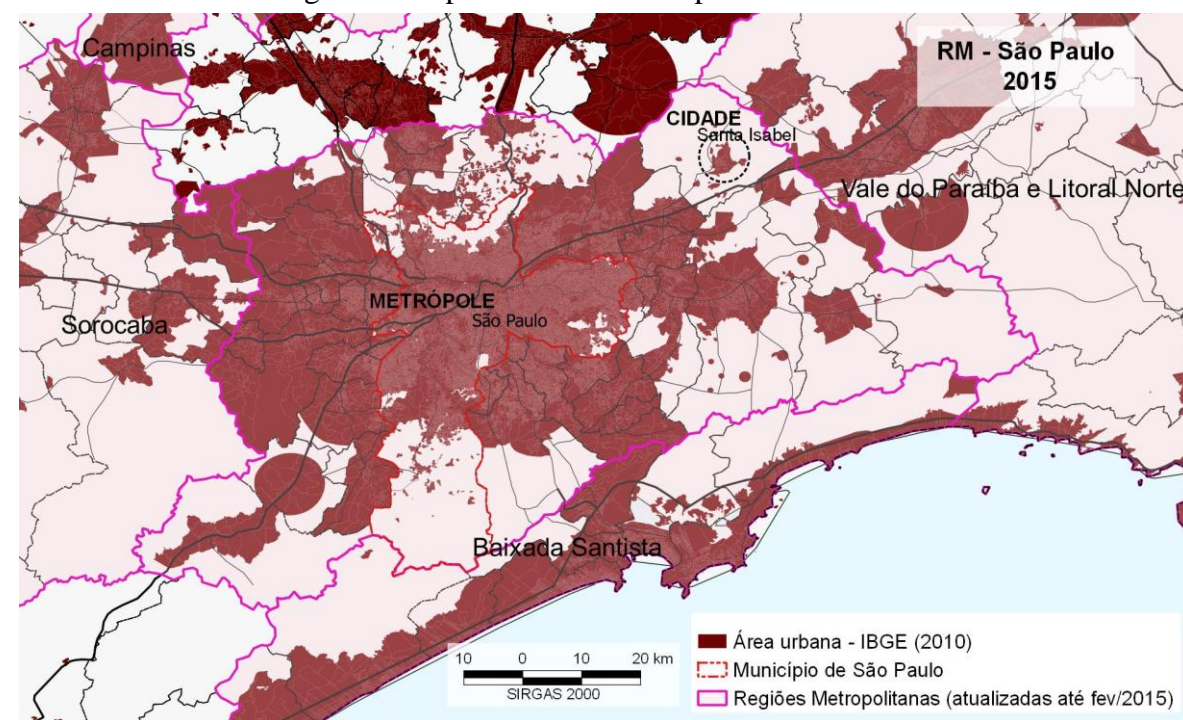 Campinas
RM - São Paulo
2015
CIDADE
Santa Isabel
Vale do Paraíba e Litoral Norte
METRÓPOLE
São Paulo
Sorocaba
Baixada Santista
10 0 10 20 km
SIRGAS 2000
Área urbana - IBGE (2010)
Município de São Paulo
Regiões Metropolitanas (atualizadas até fev/2015)